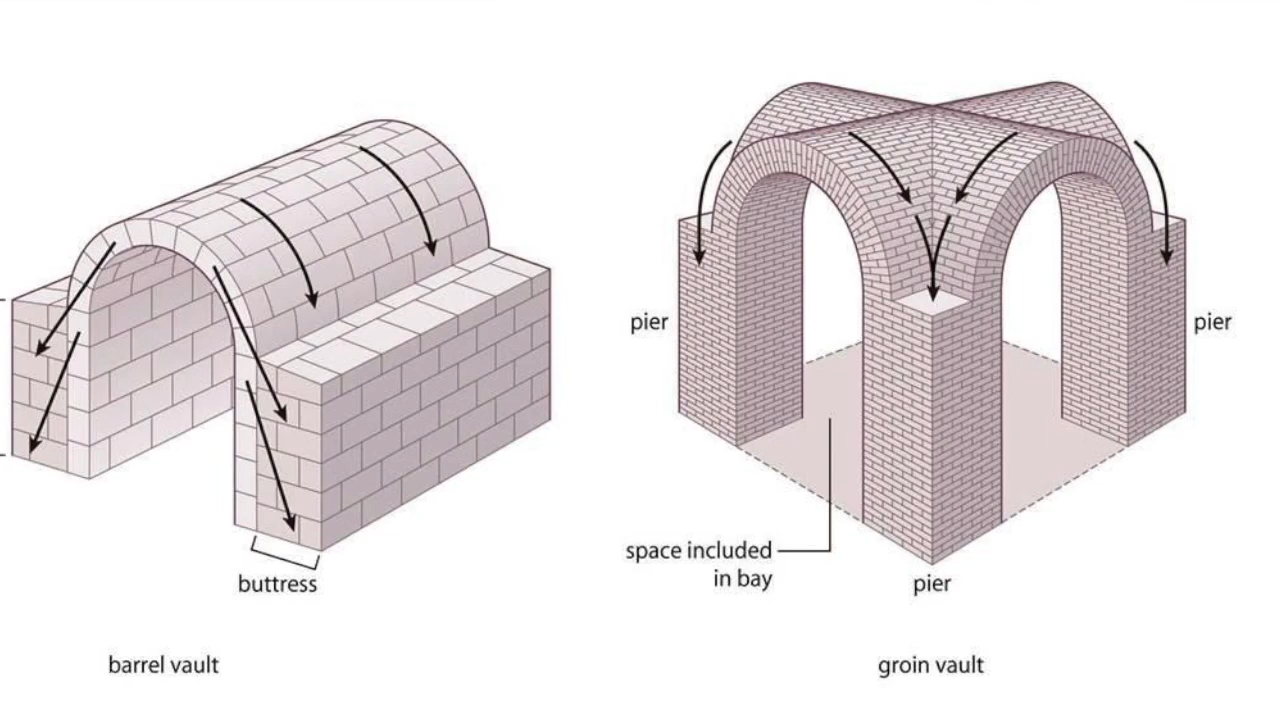 pier
pier
space included
in bay
buttress
pier
barrel vault
groin vault